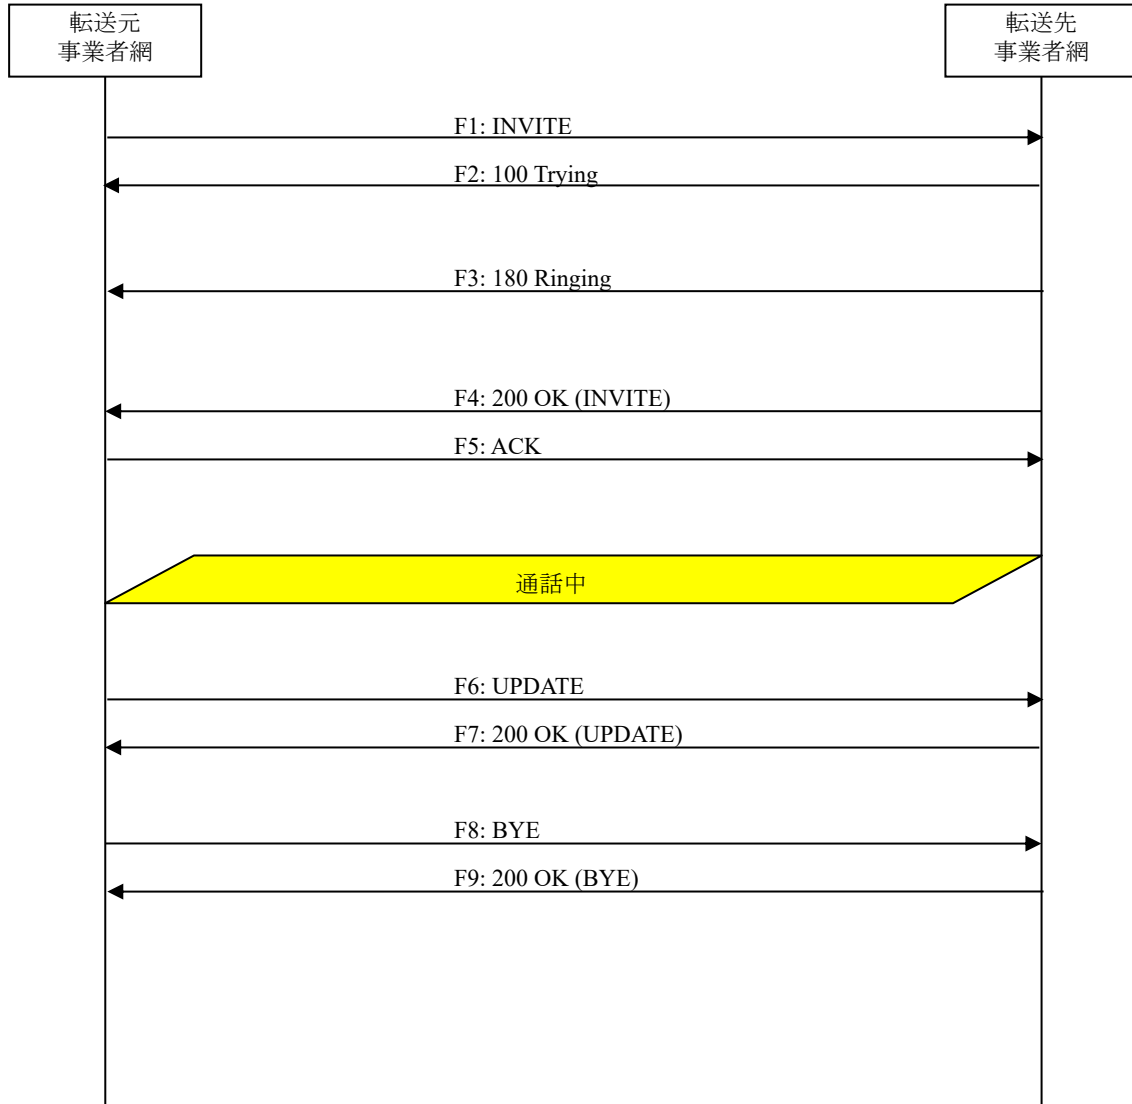 転送元
事業者網
転送先
事業者網
F1: INVITE
F2: 100 Trying
F3: 180 Ringing
F4: 200 OK (INVITE)
F5: ACK
通話中
F6: UPDATE
F7: 200 OK (UPDATE)
F8: BYE
F9: 200 OK (BYE)